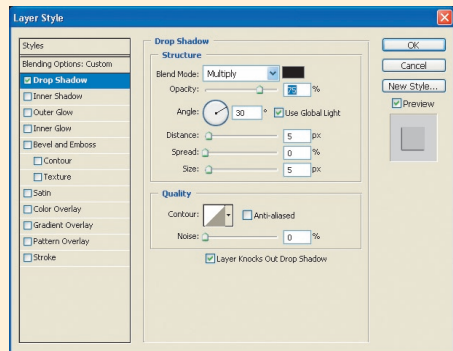 Layer Style
Styles
Blending Options: Custom
Drop Shadow
Inner Shadow
Outer Glow
Inner Glow
Bevel and Emboss
Contour
Texture
Satin
Color Overlay
Gradient Overlay
Pattern Overlay
Stroke
Drop Shadow
Structure
Blend Mode: Multiply
Opacity: 75 %
Angle: 30 ° Use Global Light
Distance: 5 px
Spread: 0 %
Size: 5 px
Quality
Contour: Anti-aliased
Noise: 0 %
Layer Knocks Out Drop Shadow
OK
Cancel
New Style...
Preview